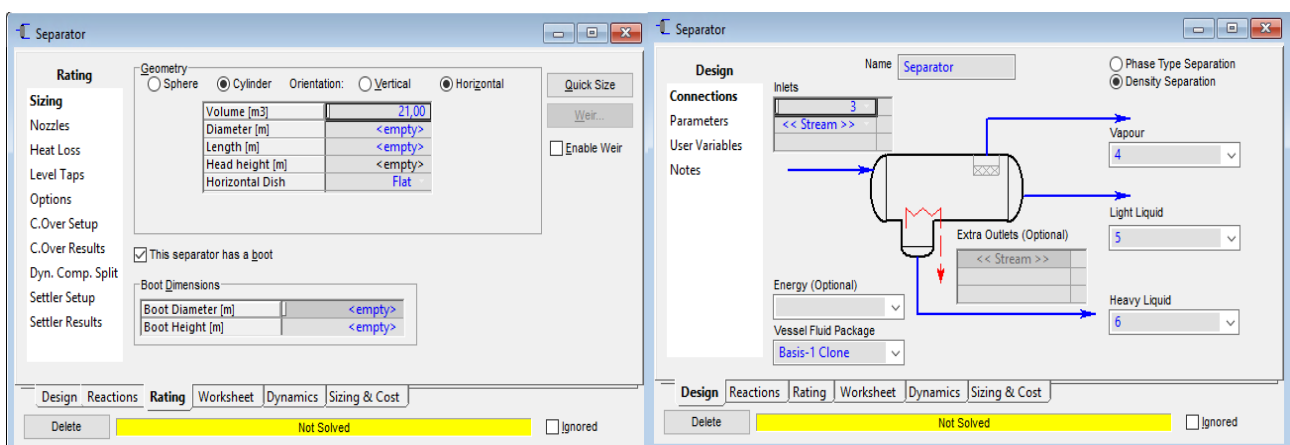 Separator
Rating
Sizing
Nozzles
Heat Loss
Level Taps
Options
C.Over Setup
C.Over Results
Dyn. Comp. Split
Settler Setup
Settler Results
Geometry
Sphere Cylinder Orientation: Vertical Horizontal
Volume [m3] 21,00
Diameter [m] <empty>
Length [m] <empty>
Head height [m] <empty>
Horizontal Dish Flat
Quick Size
Weir...
Enable Weir
This separator has a boot
Boot Dimensions
Boot Diameter [m] <empty>
Boot Height [m] <empty>
Design Reactions Rating Worksheet Dynamics Sizing & Cost
Delete Not Solved Ignored
Separator
Design
Connections
Parameters
User Variables
Notes
Name Separator
Phase Type Separation
Density Separation
Inlets
3
<< Stream >>
Vapour
4
Light Liquid
5
Extra Outlets (Optional)
<< Stream >>
Energy (Optional)
Heavy Liquid
6
Vessel Fluid Package
Basis-1 Clone
Design Reactions Rating Worksheet Dynamics Sizing & Cost
Delete Not Solved Ignored